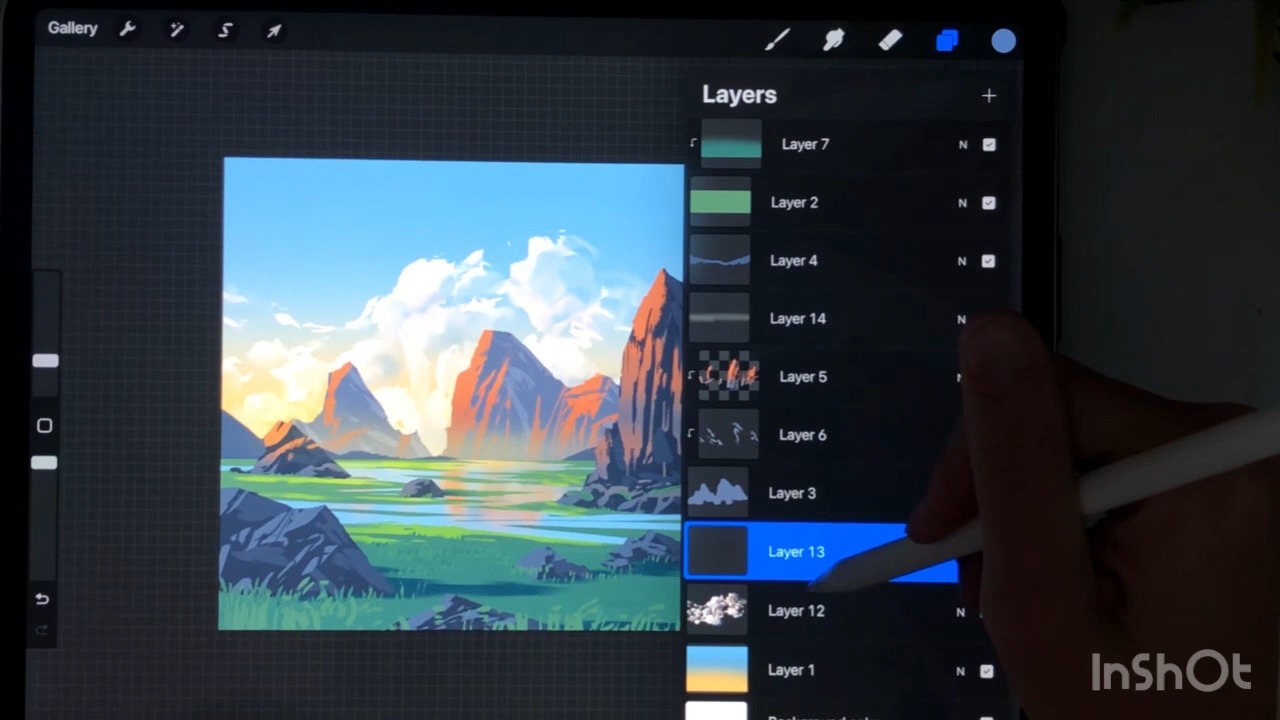 Gallery
Layers
Layer 7 N
Layer 2 N
Layer 4 N
Layer 14 N
Layer 5
Layer 6
Layer 3
Layer 13
Layer 12 N
Layer 1 N
InShOt